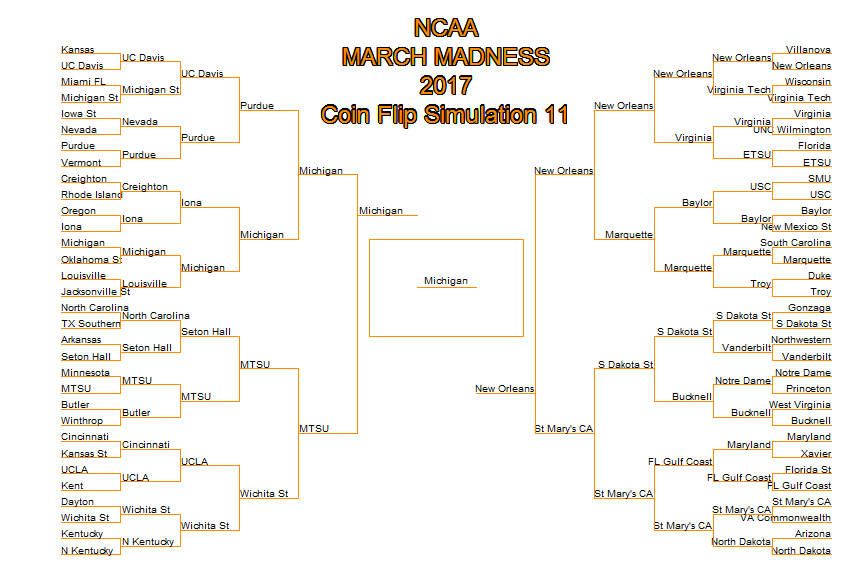 NCAA
MARCH MADNESS
2017
Coin Flip Simulation 11
Kansas
UC Davis
Miami FL
Michigan St
Iowa St
Nevada
Purdue
Vermont
Creighton
Rhode Island
Oregon
Iona
Michigan
Oklahoma St
Louisville
Jacksonville St
North Carolina
TX Southern
Arkansas
Seton Hall
Minnesota
MTSU
Butler
Winthrop
Cincinnati
Kansas St
UCLA
Kent
Dayton
Wichita St
Kentucky
N Kentucky
UC Davis
Michigan St
Nevada
Purdue
Creighton
Iona
Michigan
Louisville
North Carolina
Seton Hall
MTSU
Butler
Cincinnati
UCLA
Wichita St
N Kentucky
UC Davis
Purdue
Iona
Michigan
Seton Hall
MTSU
UCLA
Wichita St
Purdue
Michigan
MTSU
Wichita St
Michigan
MTSU
Michigan
Michigan
New Orleans
New Orleans
St Mary's CA
New Orleans
Marquette
S Dakota St
St Mary's CA
New Orleans
Virginia
Baylor
Marquette
S Dakota St
Bucknell
FL Gulf Coast
St Mary's CA
New Orleans
Virginia Tech
Virginia
ETSU
USC
Baylor
Marquette
Troy
S Dakota St
Vanderbilt
Notre Dame
Bucknell
Maryland
FL Gulf Coast
St Mary's CA
North Dakota
Villanova
New Orleans
Wisconsin
Virginia Tech
Virginia
UNC Wilmington
Florida
ETSU
SMU
USC
Baylor
New Mexico St
South Carolina
Marquette
Duke
Troy
Gonzaga
S Dakota St
Northwestern
Vanderbilt
Notre Dame
Princeton
West Virginia
Bucknell
Maryland
Xavier
Florida St
FL Gulf Coast
St Mary's CA
VA Commonwealth
Arizona
North Dakota